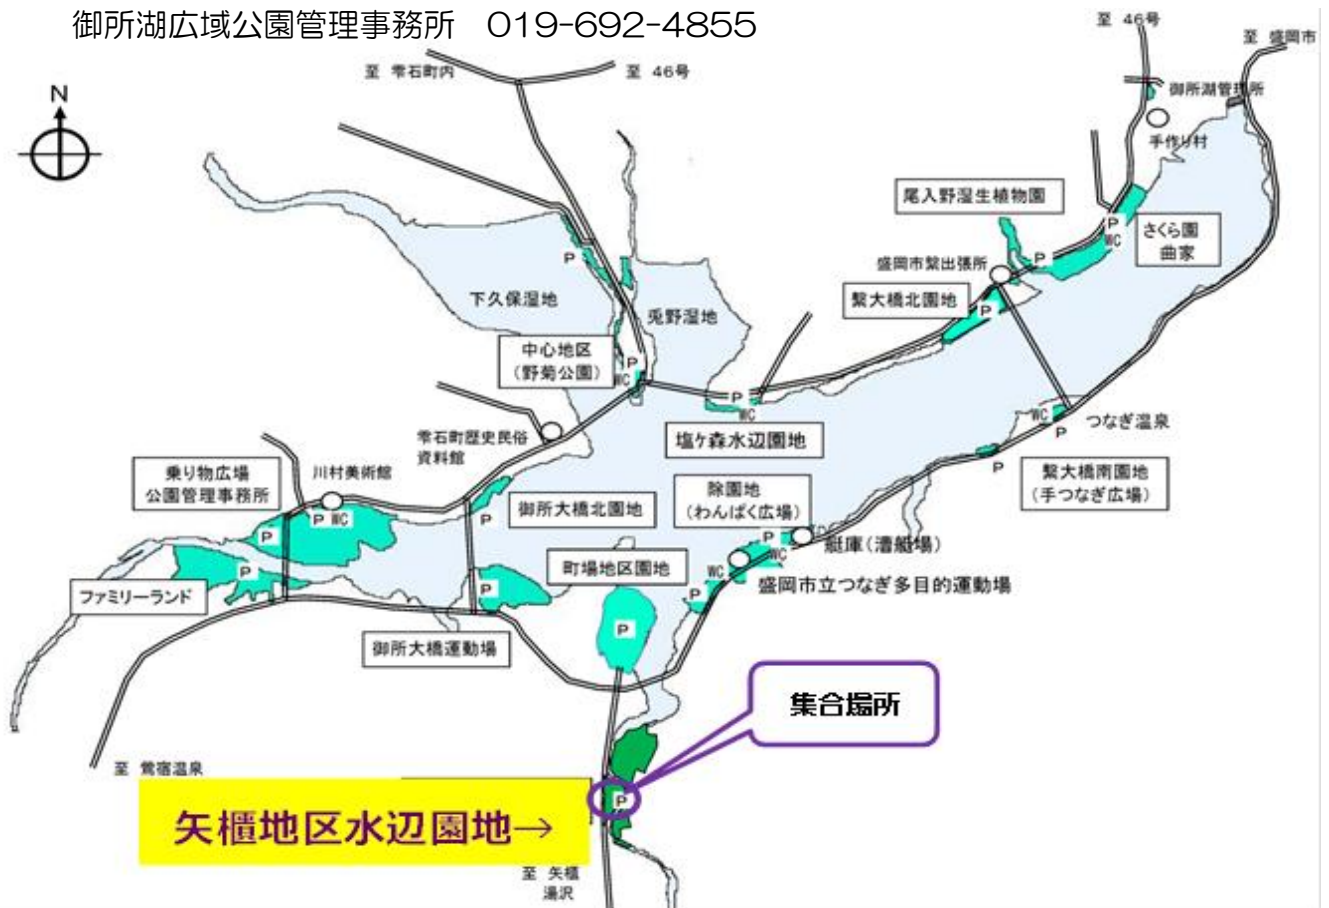 御所湖広域公園管理事務所 019-692-4855
至 46号
至 盛岡市
至 雫石町内
至 46号
N
御所湖管理所
手作り村
尾入野湿生植物園
P
WC
さくら園
曲家
P
盛岡市繋出張所
P
下久保湿地
兎野湿地
繋大橋北園地
P
中心地区
(野菊公園)
P
WC
P
WC
塩ケ森水辺園地
WC
P
つなぎ温泉
雫石町歴史民俗
資料館
乗り物広場
公園管理事務所
川村美術館
P
繋大橋南園地
(手つなぎ広場)
除園地
(わんぱく広場)
御所大橋北園地
P
P
WC
P
P
WC
艇庫(漕艇場)
町場地区園地
WC
盛岡市立つなぎ多目的運動場
P
P
P
ファミリーランド
P
御所大橋運動場
集合場所
至 鶯宿温泉
P
矢櫃地区水辺園地→
至 矢櫃
湯沢